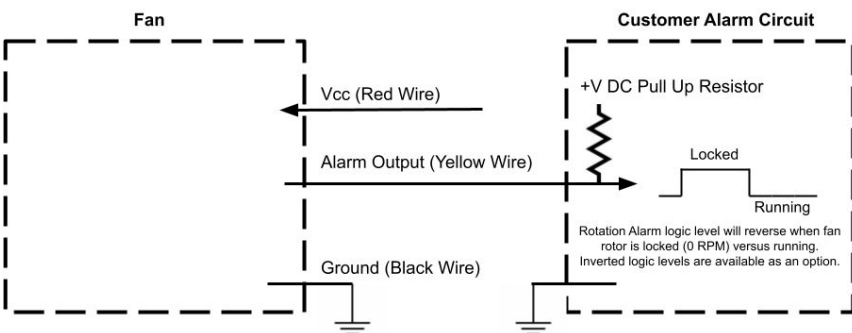 Fan
Customer Alarm Circuit
Vcc (Red Wire)
+V DC Pull Up Resistor
Alarm Output (Yellow Wire)
Locked
Running
Rotation Alarm logic level will reverse when fan
rotor is locked (0 RPM) versus running.
Inverted logic levels are available as an option.
Ground (Black Wire)